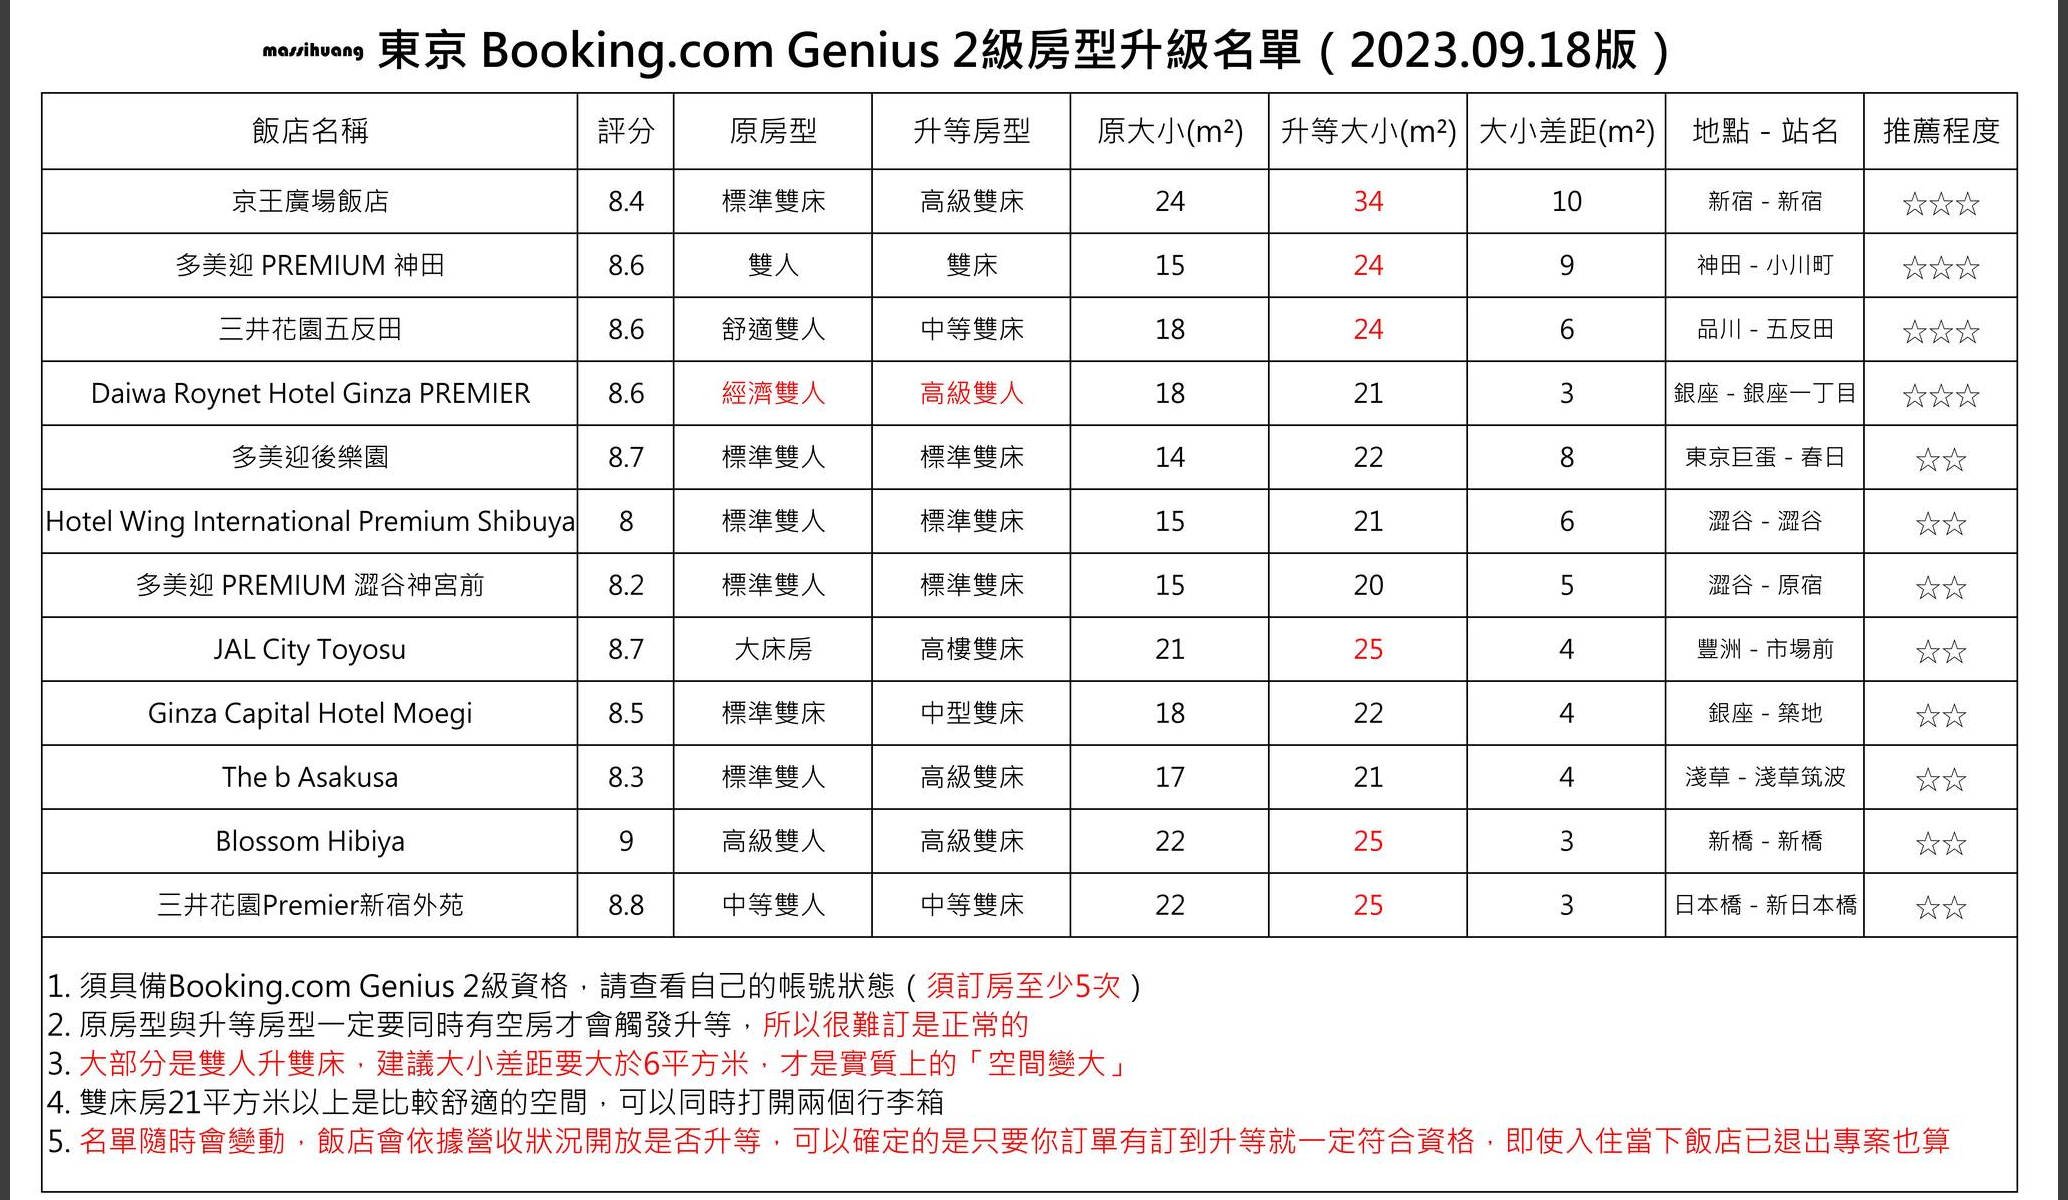 massihuang 東京 Booking.com Genius 2級房型升級名單（2023.09.18版）
飯店名稱 評分 原房型 升等房型 原大小(m²) 升等大小(m²) 大小差距(m²) 地點 - 站名 推薦程度
京王廣場飯店 8.4 標準雙床 高級雙床 24 34 10 新宿 - 新宿 ☆☆☆
多美迎 PREMIUM 神田 8.6 雙人 雙床 15 24 9 神田 - 小川町 ☆☆☆
三井花園五反田 8.6 舒適雙人 中等雙床 18 24 6 品川 - 五反田 ☆☆☆
Daiwa Roynet Hotel Ginza PREMIER 8.6 經濟雙人 高級雙人 18 21 3 銀座 - 銀座一丁目 ☆☆☆
多美迎後樂園 8.7 標準雙人 標準雙床 14 22 8 東京巨蛋 - 春日 ☆☆
Hotel Wing International Premium Shibuya 8 標準雙人 標準雙床 15 21 6 澀谷 - 澀谷 ☆☆
多美迎 PREMIUM 澀谷神宮前 8.2 標準雙人 標準雙床 15 20 5 澀谷 - 原宿 ☆☆
JAL City Toyosu 8.7 大床房 高樓雙床 21 25 4 豐洲 - 市場前 ☆☆
Ginza Capital Hotel Moegi 8.5 標準雙床 中型雙床 18 22 4 銀座 - 築地 ☆☆
The b Asakusa 8.3 標準雙人 高級雙床 17 21 4 淺草 - 淺草筑波 ☆☆
Blossom Hibiya 9 高級雙人 高級雙床 22 25 3 新橋 - 新橋 ☆☆
三井花園Premier新宿外苑 8.8 中等雙人 中等雙床 22 25 3 日本橋 - 新日本橋 ☆☆
1. 須具備Booking.com Genius 2級資格，請查看自己的帳號狀態（須訂房至少5次）
2. 原房型與升等房型一定要同時有空房才會觸發升等，所以很難訂是正常的
3. 大部分是雙人升雙床，建議大小差距要大於6平方米，才是實質上的「空間變大」
4. 雙床房21平方米以上是比較舒適的空間，可以同時打開兩個行李箱
5. 名單隨時會變動，飯店會依據營收狀況開放是否升等，可以確定的是只要你訂單有訂到升等就一定符合資格，即使入住當下飯店已退出專案也算